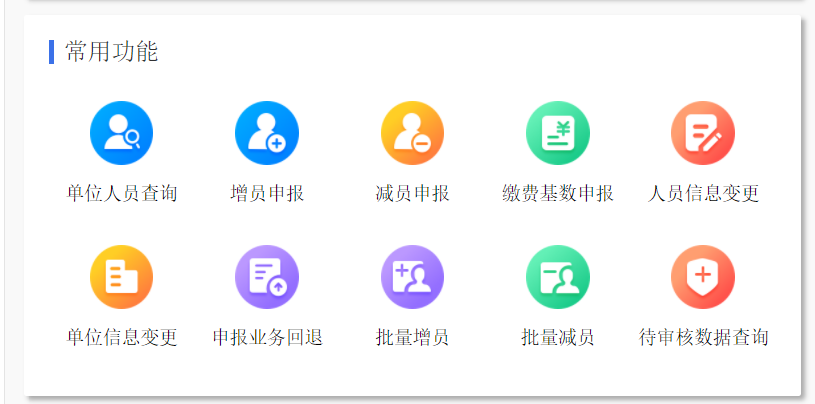 常用功能
单位人员查询
增员申报
减员申报
缴费基数申报
人员信息变更
单位信息变更
申报业务回退
批量增员
批量减员
待审核数据查询